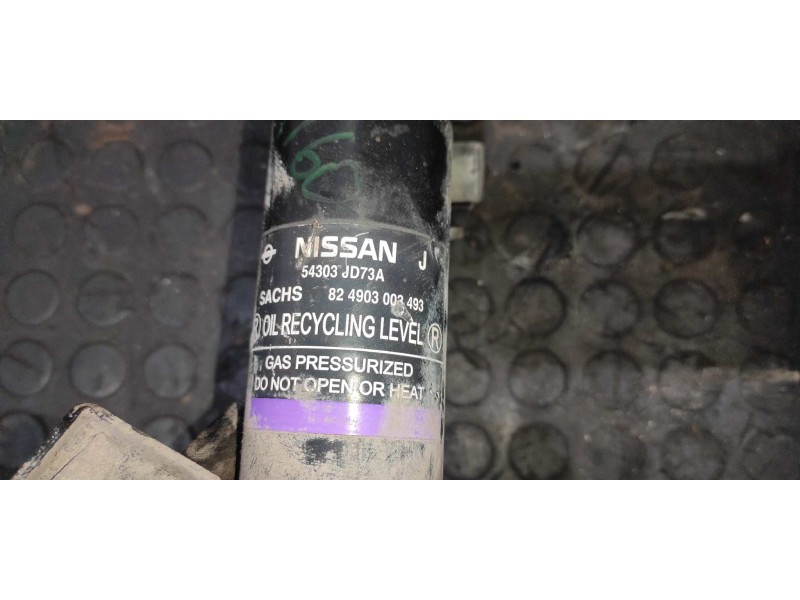 NISSAN J
54303 JD73A
SACHS 82 4903 003 493
OIL RECYCLING LEVEL ®
GAS PRESSURIZED
DO NOT OPEN OR HEAT